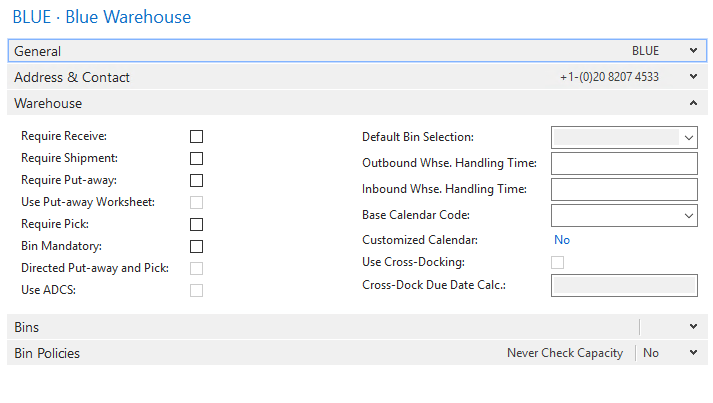 BLUE · Blue Warehouse
General BLUE
Address & Contact +1-(0)20 8207 4533
Warehouse
Require Receive:
Require Shipment:
Require Put-away:
Use Put-away Worksheet:
Require Pick:
Bin Mandatory:
Directed Put-away and Pick:
Use ADCS:
Default Bin Selection:
Outbound Whse. Handling Time:
Inbound Whse. Handling Time:
Base Calendar Code:
Customized Calendar: No
Use Cross-Docking:
Cross-Dock Due Date Calc.:
Bins
Bin Policies Never Check Capacity No